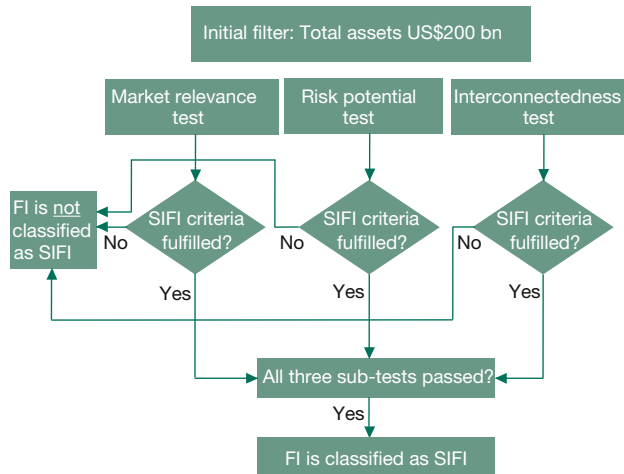 Initial filter: Total assets US$200 bn
Market relevance
test
Risk potential
test
Interconnectedness
test
FI is not
classified
as SIFI
SIFI criteria
fulfilled?
SIFI criteria
fulfilled?
SIFI criteria
fulfilled?
No
No
No
Yes
Yes
Yes
All three sub-tests passed?
Yes
FI is classified as SIFI